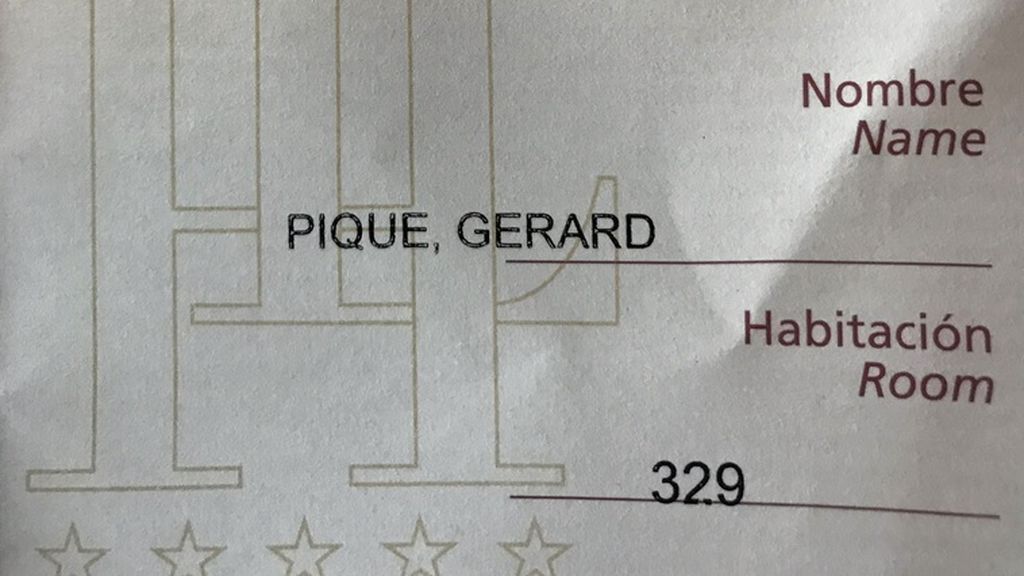 Nombre
Name
PIQUE, GERARD
Habitación
Room
329